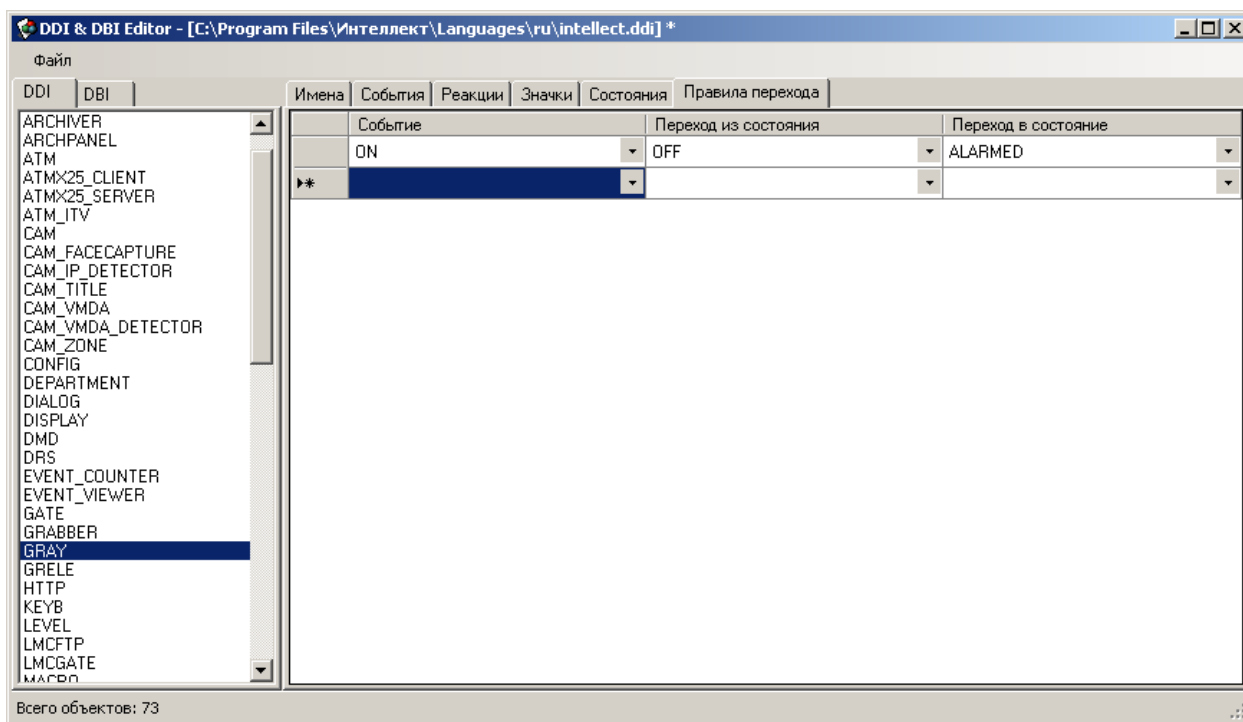 DDI & DBI Editor - [C:\Program Files\Интеллект\Languages\ru\intellect.ddi] *
Файл
DDI DBI
Имена События Реакции Значки Состояния Правила перехода
ARCHIVER
ARCHPANEL
ATM
ATMX25_CLIENT
ATMX25_SERVER
ATM_ITV
CAM
CAM_FACECAPTURE
CAM_IP_DETECTOR
CAM_TITLE
CAM_VMDA
CAM_VMDA_DETECTOR
CAM_ZONE
CONFIG
DEPARTMENT
DIALOG
DISPLAY
DMD
DRS
EVENT_COUNTER
EVENT_VIEWER
GATE
GRABBER
GRAY
GRELE
HTTP
KEYB
LEVEL
LMCFTP
LMCGATE
MACRO
Событие Переход из состояния Переход в состояние
ON OFF ALARMED
Всего объектов: 73